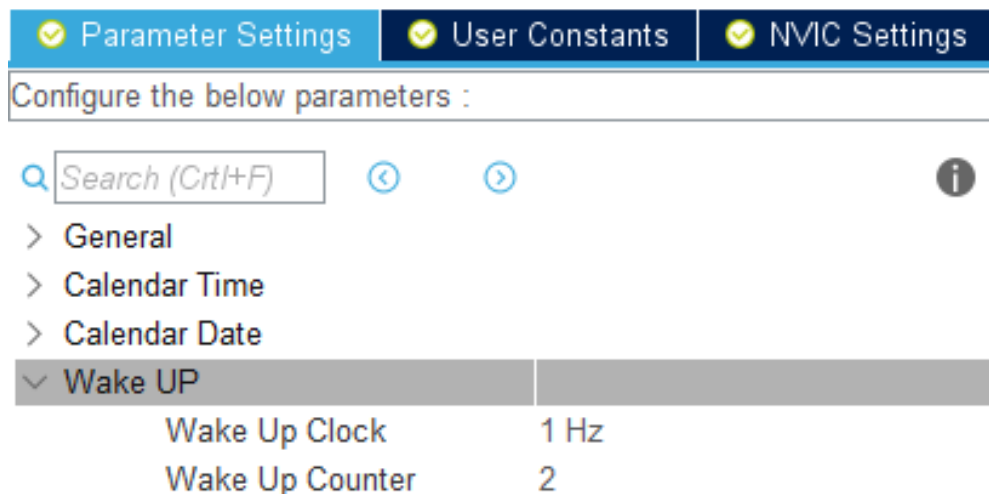 Parameter Settings User Constants NVIC Settings
Configure the below parameters :
Search (Crtl+F)
General
Calendar Time
Calendar Date
Wake UP
Wake Up Clock 1 Hz
Wake Up Counter 2